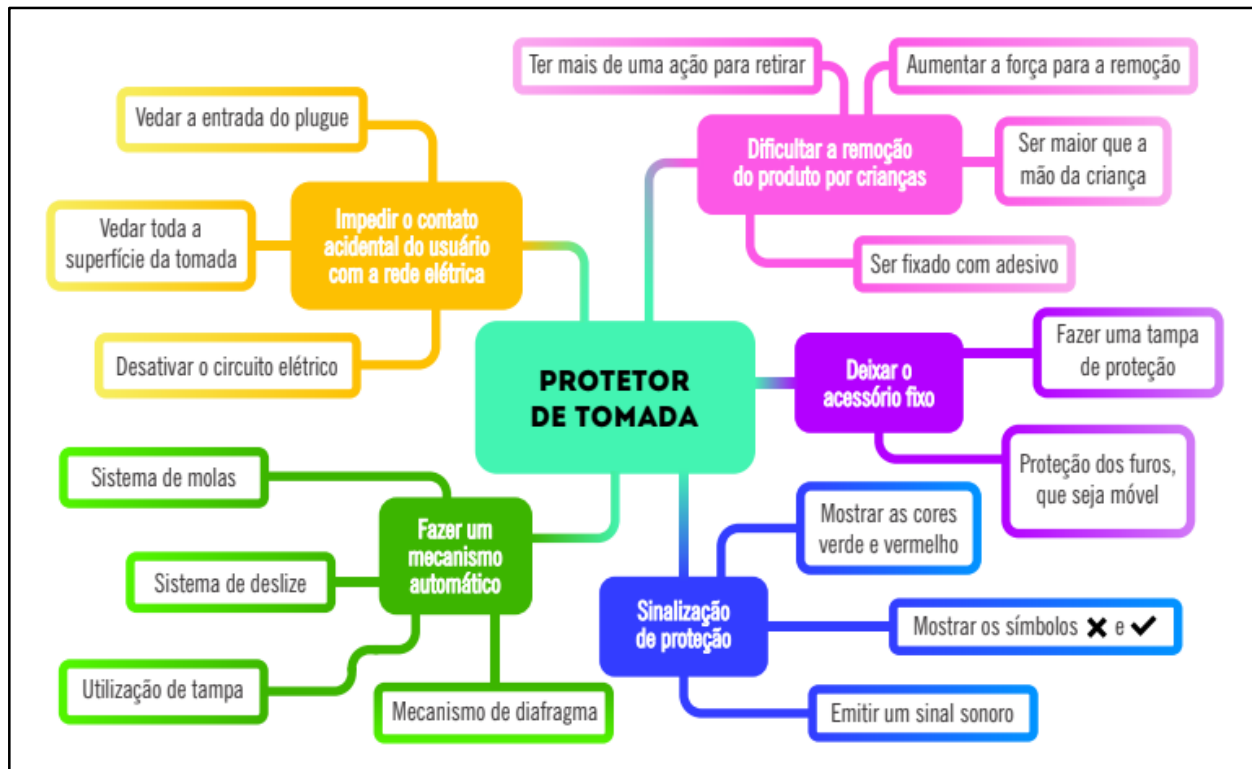 PROTETOR
DE TOMADA
Impedir o contato
acidental do usuário
com a rede elétrica
Vedar a entrada do plugue
Vedar toda a
superfície da tomada
Desativar o circuito elétrico
Dificultar a remoção
do produto por crianças
Ter mais de uma ação para retirar
Aumentar a força para a remoção
Ser maior que a
mão da criança
Ser fixado com adesivo
Deixar o
acessório fixo
Fazer uma tampa
de proteção
Proteção dos furos,
que seja móvel
Fazer um
mecanismo
automático
Sistema de molas
Sistema de deslize
Utilização de tampa
Mecanismo de diafragma
Sinalização
de proteção
Mostrar as cores
verde e vermelho
Mostrar os símbolos ✖ e ✔
Emitir um sinal sonoro